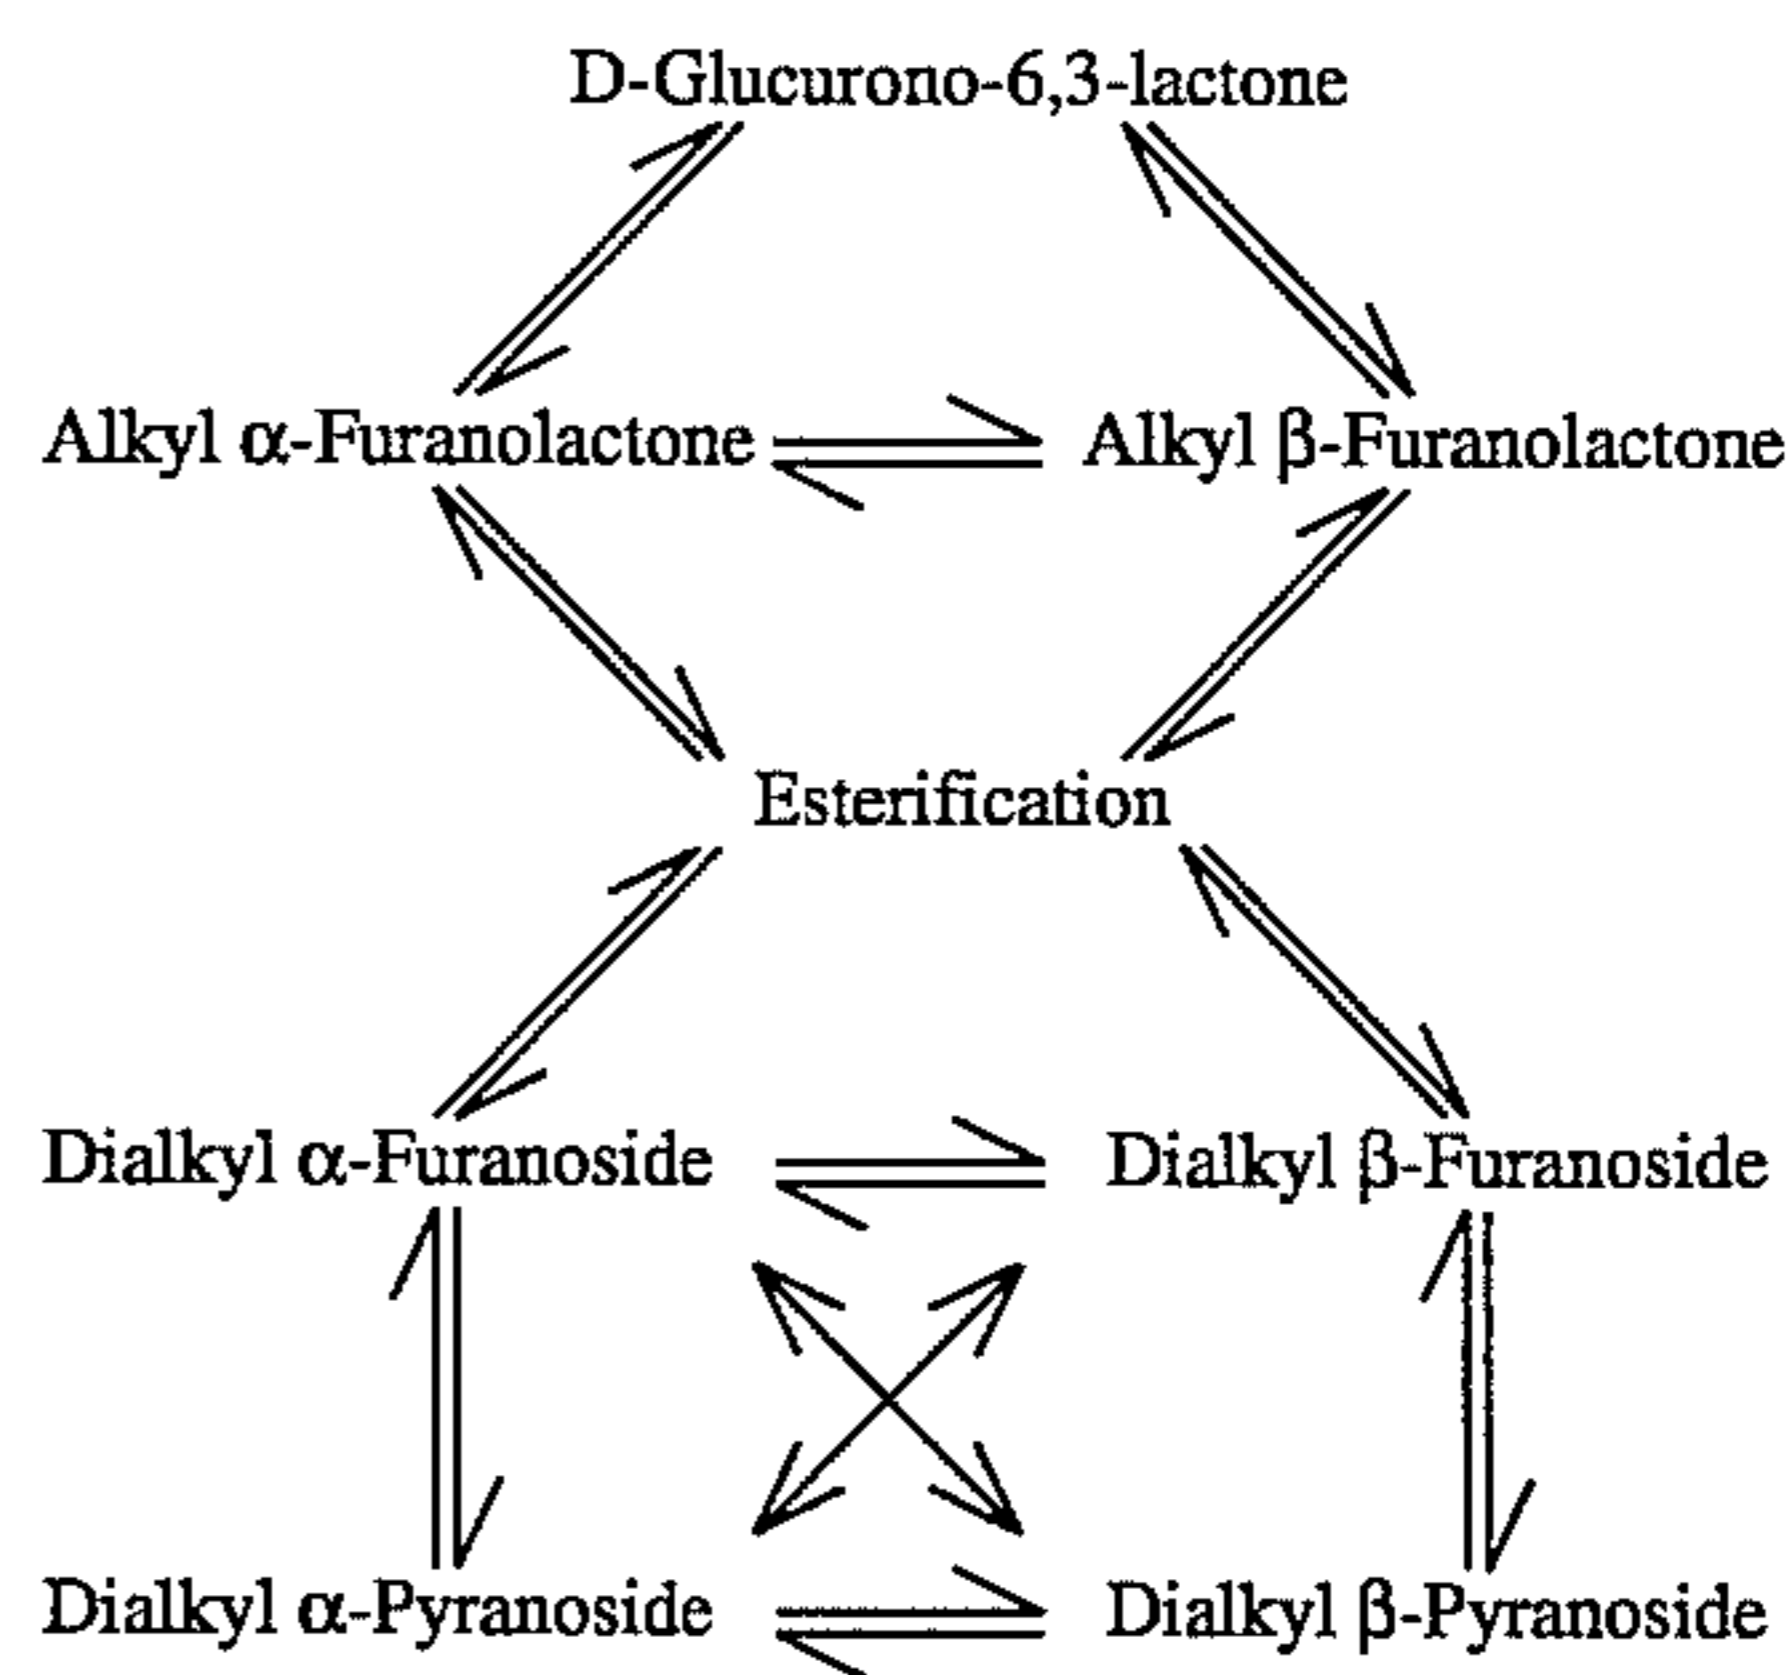 D-Glucurono-6,3-lactone
Alkyl α-Furanolactone Alkyl β-Furanolactone
Esterification
Dialkyl α-Furanoside Dialkyl β-Furanoside
Dialkyl α-Pyranoside Dialkyl β-Pyranoside